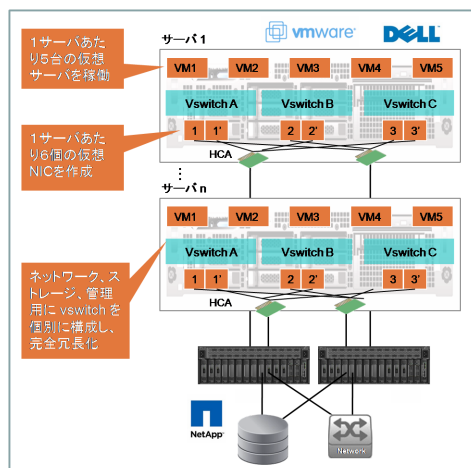 サーバ1
vmware
DELL
1サーバあた
り5台の仮想
サーバを稼働
VM1 VM2 VM3 VM4 VM5
Vswitch A Vswitch B Vswitch C
1サーバあた
り6個の仮想
NICを作成
1 1' 2 2' 3 3'
HCA
サーバn
VM1 VM2 VM3 VM4 VM5
Vswitch A Vswitch B Vswitch C
1 1' 2 2' 3 3'
HCA
ネットワーク、ス
トレージ、管理
用に vswitch を
個別に構成し、
完全冗長化
NetApp
Network